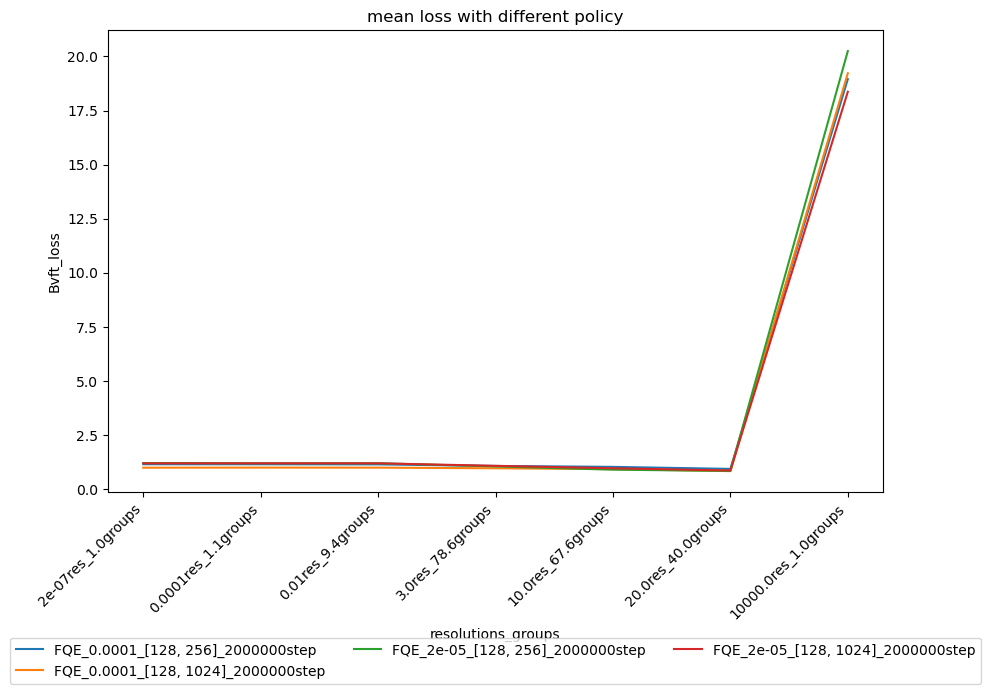 mean loss with different policy
20.0
17.5
15.0
12.5
10.0
7.5
5.0
2.5
0.0
Bvft_loss
2e-07res_1.0groups
0.0001res_1.1groups
0.01res_9.4groups
3.0res_78.6groups
10.0res_67.6groups
20.0res_40.0groups
10000.0res_1.0groups
resolutions_groups
FQE_0.0001_[128, 256]_2000000step
FQE_0.0001_[128, 1024]_2000000step
FQE_2e-05_[128, 256]_2000000step
FQE_2e-05_[128, 1024]_2000000step